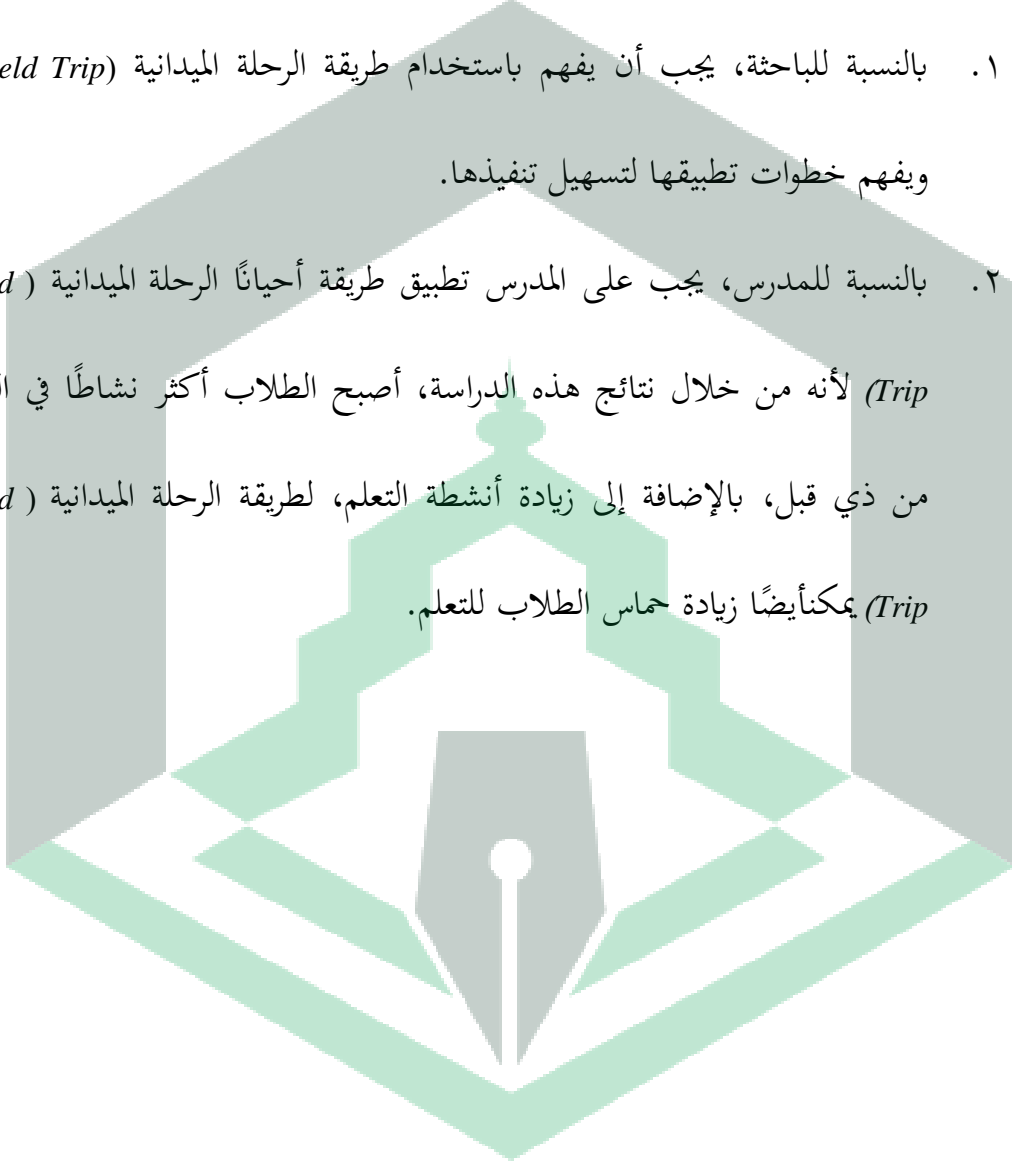 ١. بالنسبة للباحثة، يجب أن يفهم باستخدام طريقة الرحلة الميدانية (eld Trip
ويفهم خطوات تطبيقها لتسهيل تنفيذها.
٢. بالنسبة للمدرس، يجب على المدرس تطبيق طريقة أحيانًا الرحلة الميدانية (
Trip) لأنه من خلال نتائج هذه الدراسة، أصبح الطلاب أكثر نشاطًا في
من ذي قبل، بالإضافة إلى زيادة أنشطة التعلم، لطريقة الرحلة الميدانية (
Trip) يمكنأيضًا زيادة حماس الطلاب للتعلم.